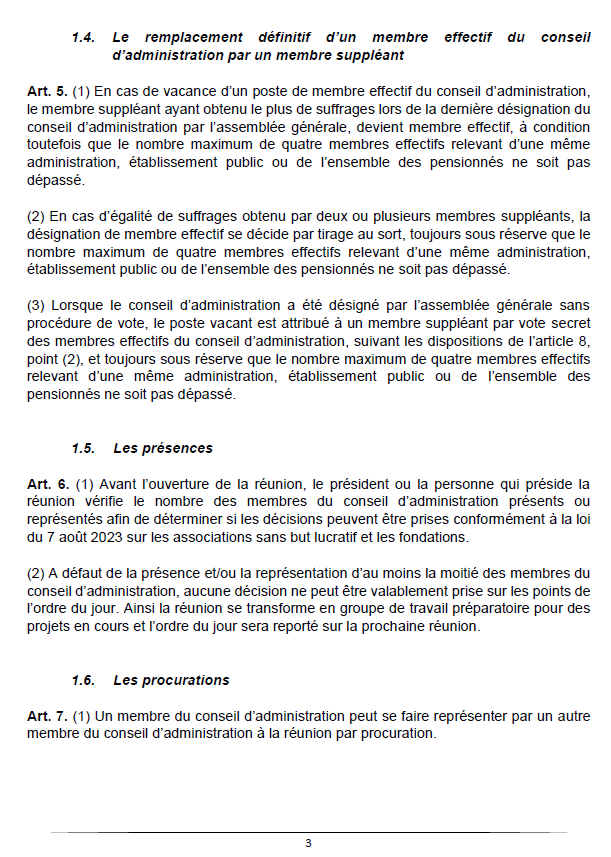 1.4. Le remplacement définitif d’un membre effectif du conseil
d’administration par un membre suppléant
Art. 5. (1) En cas de vacance d’un poste de membre effectif du conseil d’administration,
le membre suppléant ayant obtenu le plus de suffrages lors de la dernière désignation du
conseil d’administration par l’assemblée générale, devient membre effectif, à condition
toutefois que le nombre maximum de quatre membres effectifs relevant d’une même
administration, établissement public ou de l’ensemble des pensionnés ne soit pas
dépassé.
(2) En cas d’égalité de suffrages obtenu par deux ou plusieurs membres suppléants, la
désignation de membre effectif se décide par tirage au sort, toujours sous réserve que le
nombre maximum de quatre membres effectifs relevant d’une même administration,
établissement public ou de l’ensemble des pensionnés ne soit pas dépassé.
(3) Lorsque le conseil d’administration a été désigné par l’assemblée générale sans
procédure de vote, le poste vacant est attribué à un membre suppléant par vote secret
des membres effectifs du conseil d’administration, suivant les dispositions de l’article 8,
point (2), et toujours sous réserve que le nombre maximum de quatre membres effectifs
relevant d’une même administration, établissement public ou de l’ensemble des
pensionnés ne soit pas dépassé.
1.5. Les présences
Art. 6. (1) Avant l’ouverture de la réunion, le président ou la personne qui préside la
réunion vérifie le nombre des membres du conseil d’administration présents ou
représentés afin de déterminer si les décisions peuvent être prises conformément à la loi
du 7 août 2023 sur les associations sans but lucratif et les fondations.
(2) A défaut de la présence et/ou la représentation d’au moins la moitié des membres du
conseil d’administration, aucune décision ne peut être valablement prise sur les points de
l’ordre du jour. Ainsi la réunion se transforme en groupe de travail préparatoire pour des
projets en cours et l’ordre du jour sera reporté sur la prochaine réunion.
1.6. Les procurations
Art. 7. (1) Un membre du conseil d’administration peut se faire représenter par un autre
membre du conseil d’administration à la réunion par procuration.
3